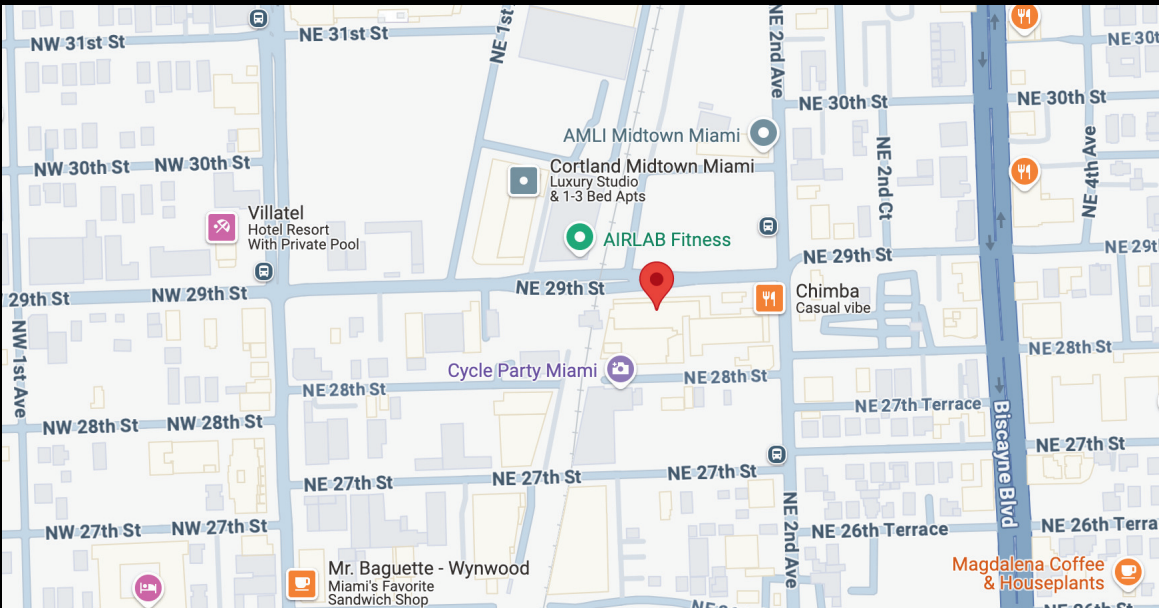 NW 31st St
NE 31st St
NE 1st
NE 2nd Ave
NE 30t
NE 30th St
NE 30th St
AMLI Midtown Miami
NW 30th St
NW 30th St
Cortland Midtown Miami
Luxury Studio
& 1-3 Bed Apts
NE 2nd Ct
NE 4th Ave
Villatel
Hotel Resort
With Private Pool
AIRLAB Fitness
NE 29th St
NE 29t
29th St
NW 29th St
NE 29th St
Chimba
Casual vibe
NW 1st Ave
NE 28th St
Cycle Party Miami
NE 28th St
NE 28th St
NE 27th Terrace
Biscayne Blvd
NW 28th St
NW 28th St
NE 27th St
NE 27th St
NE 27th St
NE 27th St
NE 2nd Ave
NW 27th St
NW 27th St
NE 26th Terrace
NE 26th Terra
Mr. Baguette - Wynwood
Miami's Favorite
Sandwich Shop
Magdalena Coffee
& Houseplants